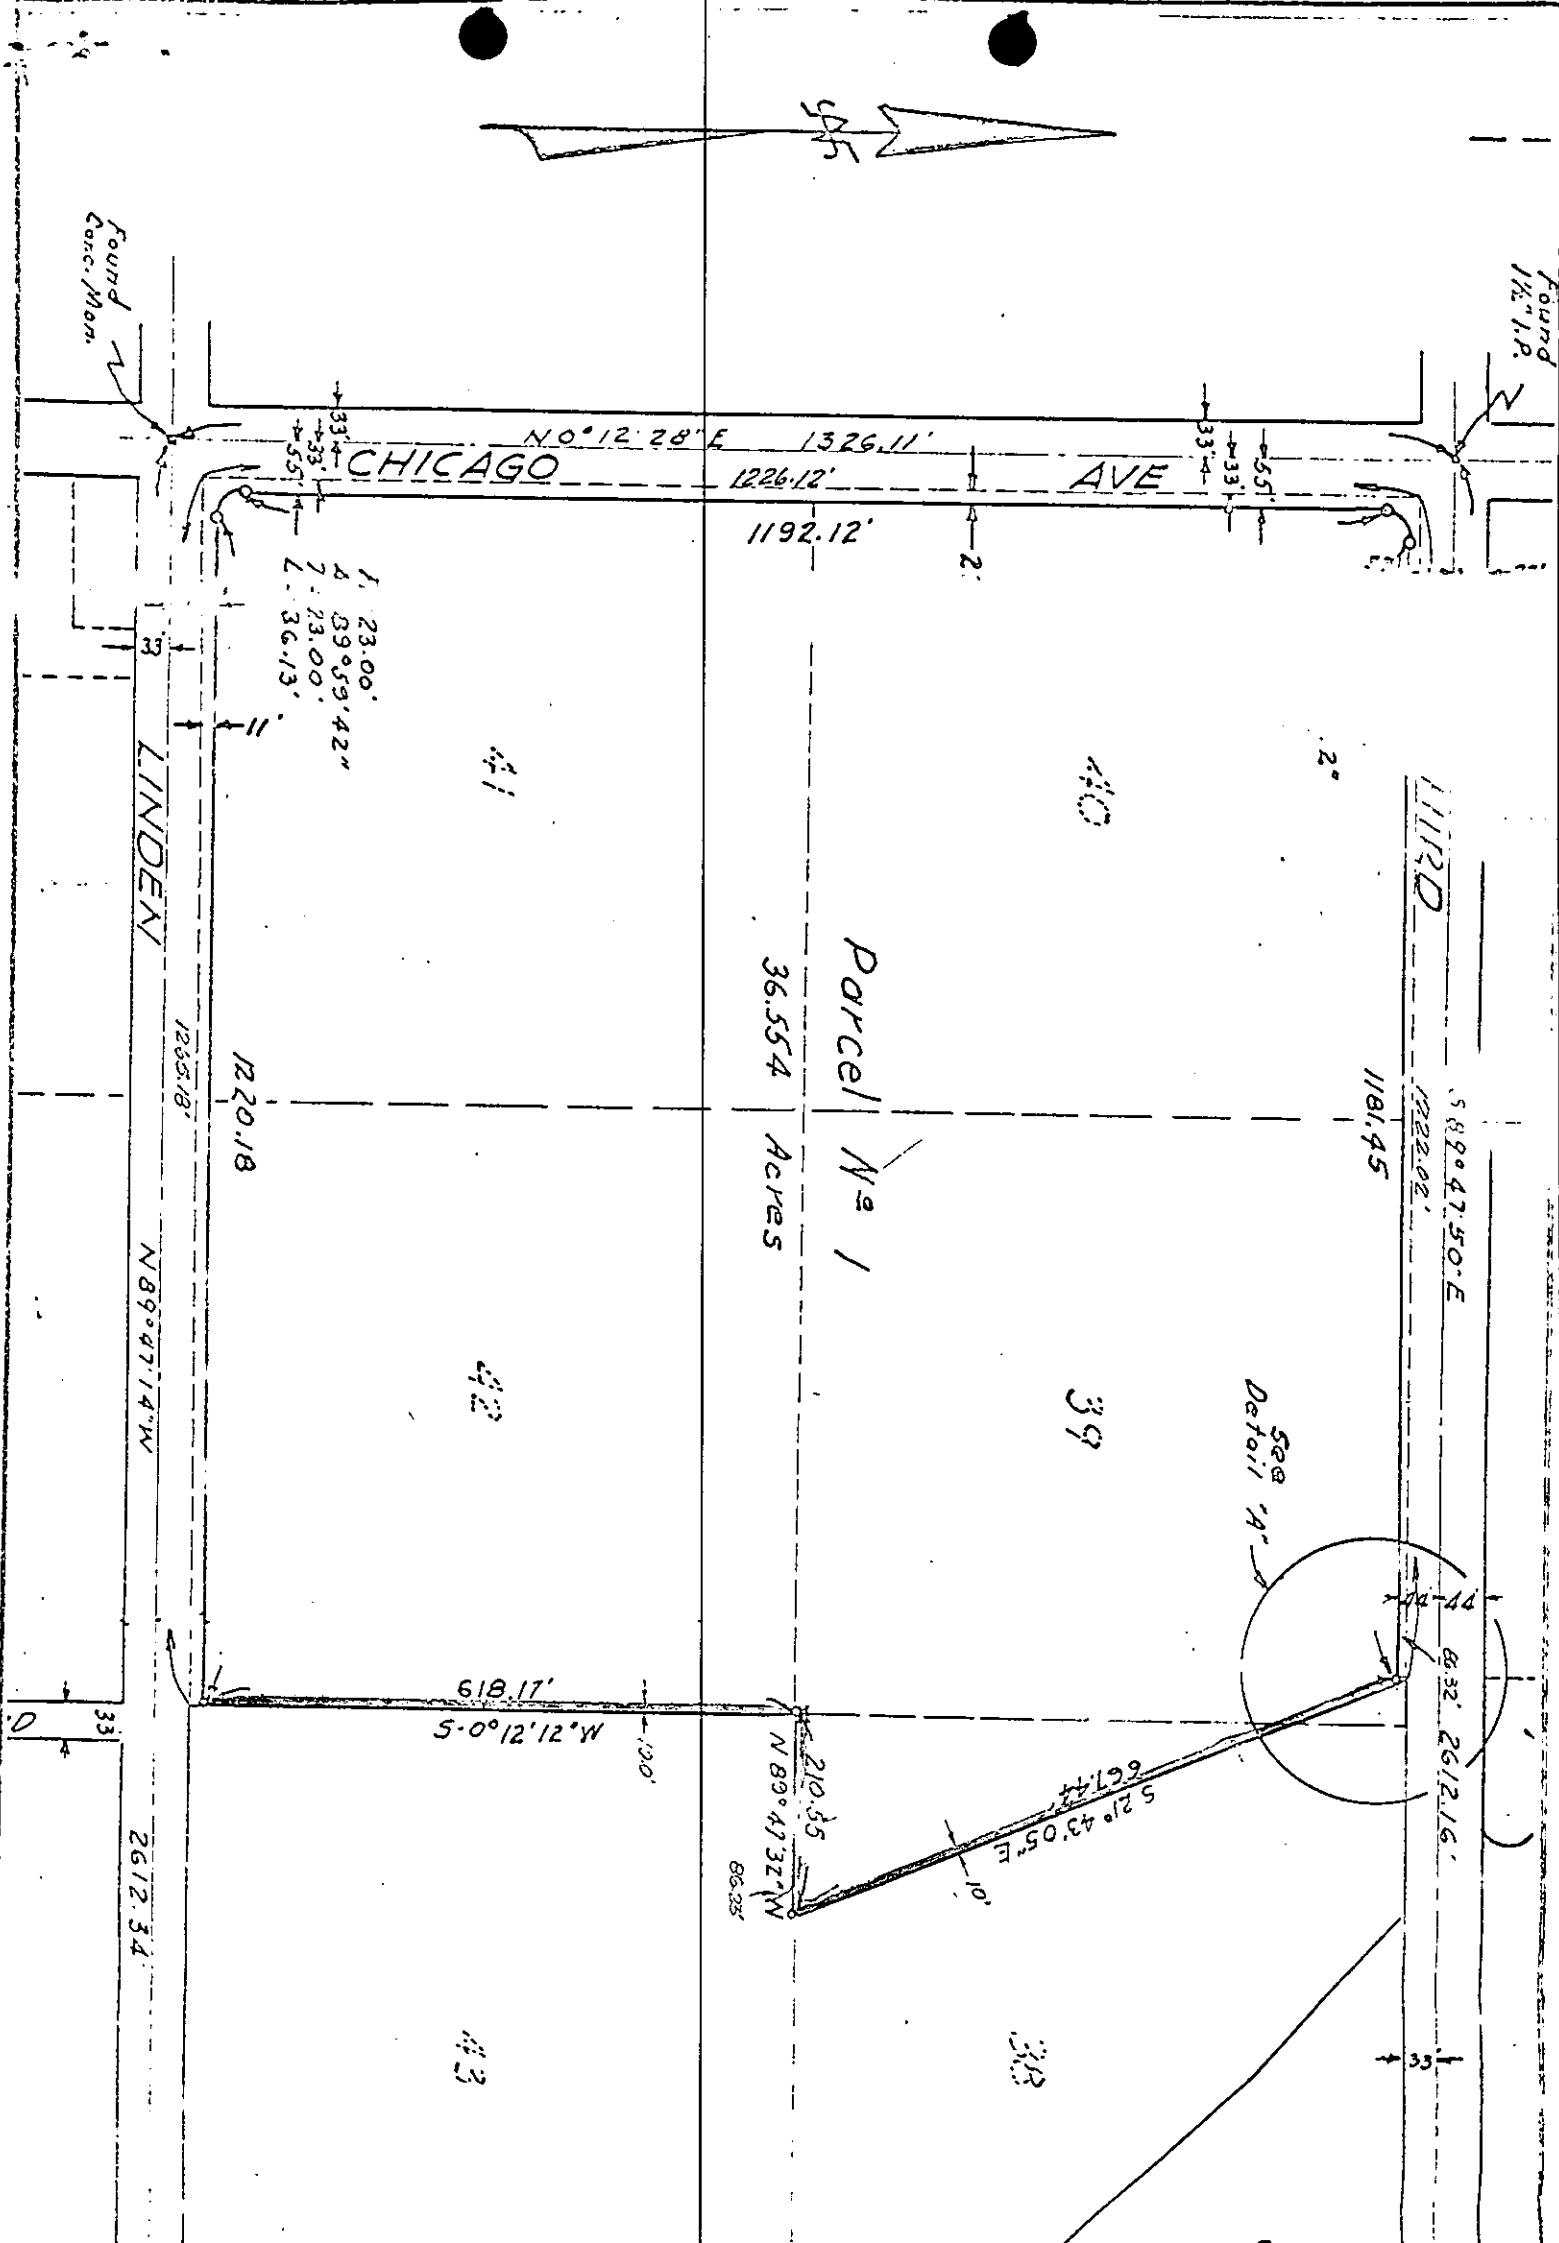 Found
1½" I.P.
Found
Conc. Mon.
N 0° 12' 28" E 1326.11'
CHICAGO AVE
1226.12'
1192.12'
33'
33'
55'
33'
33'
55'
2'
23.00'
Δ 89°59'42"
T - 23.00'
L - 36.13'
33'
11'
LINDEN
1255.18'
1220.18
N 89° 47' 14" W
2612.34'
33'
41
40
42
39
43
38
.2"
Parcel Nº 1
36.554 Acres
S 89° 47' 50" E
1222.02'
1181.45
See
Detail "A"
44'
44'
86.32'
2612.16'
618.17'
S-0°12'12"W
10.0'
210.55
N 89° 47' 32" W
86.25'
667.44'
S 21° 43' 05" E
10'
33'
D.